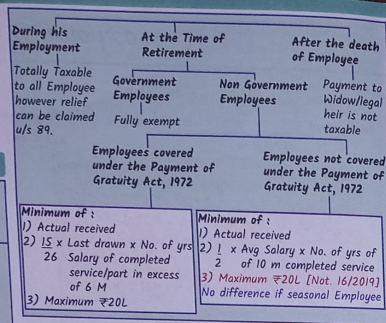 During his
Employment
Totally Taxable
to all Employee
however relief
can be claimed
u/s 89.
At the Time of
Retirement
Government
Employees
Fully exempt
Non Government
Employees
After the death
of Employee
Payment to
Widow/legal
heir is not
taxable
Employees covered
under the Payment of
Gratuity Act, 1972
Employees not covered
under the Payment of
Gratuity Act, 1972
Minimum of :
1) Actual received
2) 15 x Last drawn x No. of yrs
26 Salary of completed
service/part in excess
of 6 M
3) Maximum ₹20L
Minimum of :
1) Actual received
2) 1 x Avg Salary x No. of yrs of
2 of 10 m completed service
3) Maximum ₹20L [Not. 16/2019]
No difference if seasonal Employee